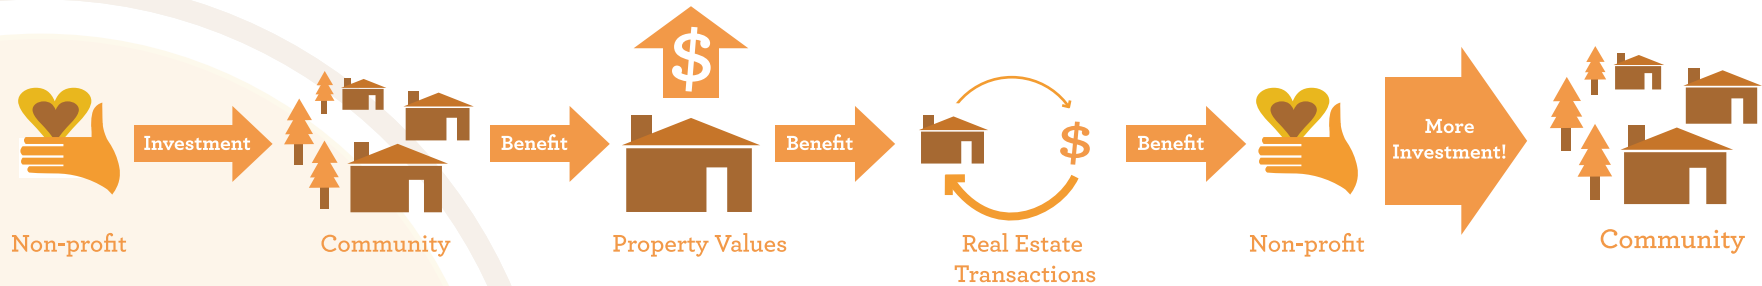 $
Investment
Benefit
Benefit
$
Benefit
More
Investment!
Non-profit
Community
Property Values
Real Estate
Transactions
Non-profit
Community